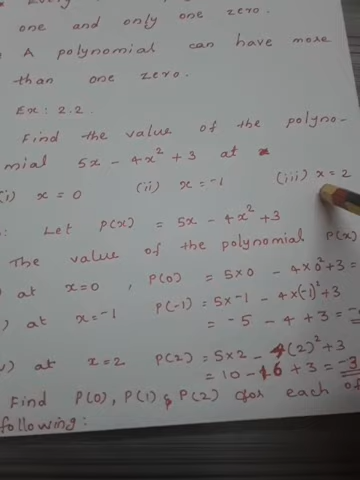 one and only one zero.
A polynomial can have more
than one zero.
Ex: 2.2.
Find the value of the polyno-
mial 5x - 4x² + 3 at
(i) x = 0 (ii) x = -1 (iii) x = 2
: Let P(x) = 5x - 4x² + 3
The value of the polynomial P(x)
at x=0, P(0) = 5×0 - 4×0²+3 =
) at x=-1 P(-1) = 5×-1 - 4×(-1)²+3
= -5 - 4 + 3 = -
) at x=2 P(2) = 5×2 - 4(2)²+3
= 10 - 16 + 3 = -3
Find P(0), P(1) & P(2) for each of
following: